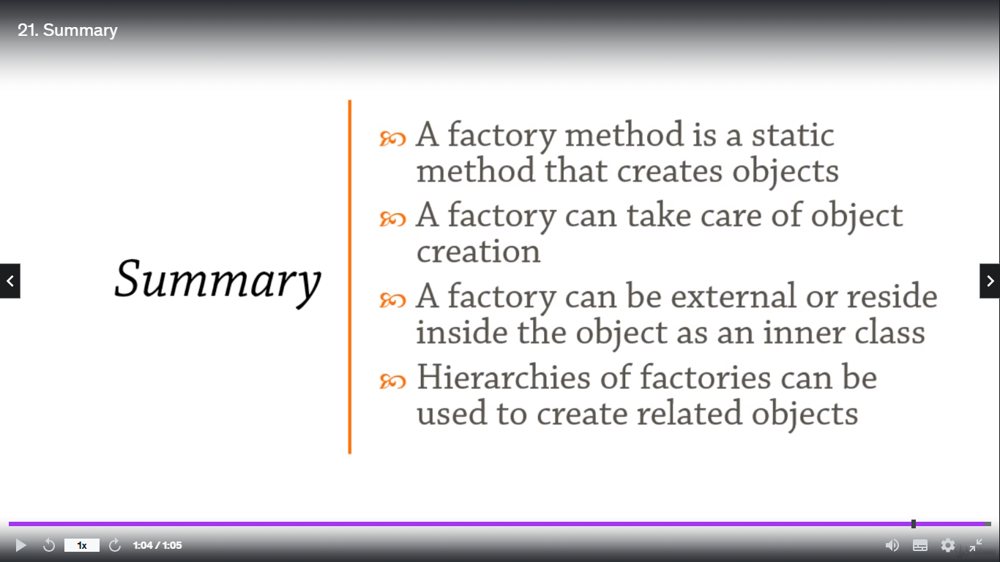 21. Summary
Summary
A factory method is a static
method that creates objects
A factory can take care of object
creation
A factory can be external or reside
inside the object as an inner class
Hierarchies of factories can be
used to create related objects
1x
1:04 / 1:05